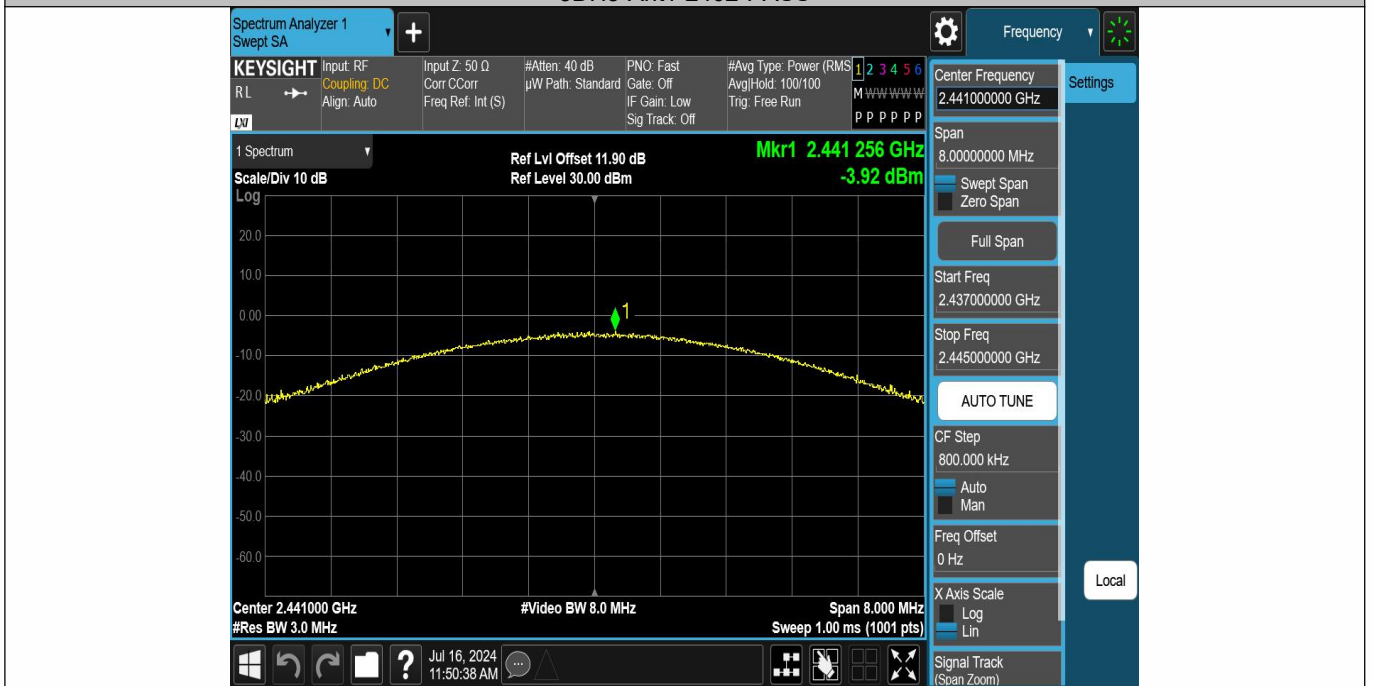 Spectrum Analyzer 1
Swept SA
Frequency
KEYSIGHT
RL
LXI
Input: RF
Coupling: DC
Align: Auto
Input Z: 50 Ω
Corr CCorr
Freq Ref: Int (S)
#Atten: 40 dB
µW Path: Standard
PNO: Fast
Gate: Off
IF Gain: Low
Sig Track: Off
#Avg Type: Power (RMS
Avg|Hold: 100/100
Trig: Free Run
1 2 3 4 5 6
M W W W W W
P P P P P P
1 Spectrum
Scale/Div 10 dB
Log
Ref Lvl Offset 11.90 dB
Ref Level 30.00 dBm
Mkr1 2.441 256 GHz
-3.92 dBm
20.0
10.0
0.00
-10.0
-20.0
-30.0
-40.0
-50.0
-60.0
1
Center 2.441000 GHz
#Res BW 3.0 MHz
#Video BW 8.0 MHz
Span 8.000 MHz
Sweep 1.00 ms (1001 pts)
Center Frequency
2.441000000 GHz
Span
8.00000000 MHz
Swept Span
Zero Span
Full Span
Start Freq
2.437000000 GHz
Stop Freq
2.445000000 GHz
AUTO TUNE
CF Step
800.000 kHz
Auto
Man
Freq Offset
0 Hz
X Axis Scale
Log
Lin
Signal Track
(Span Zoom)
Settings
Local
?
Jul 16, 2024
11:50:38 AM